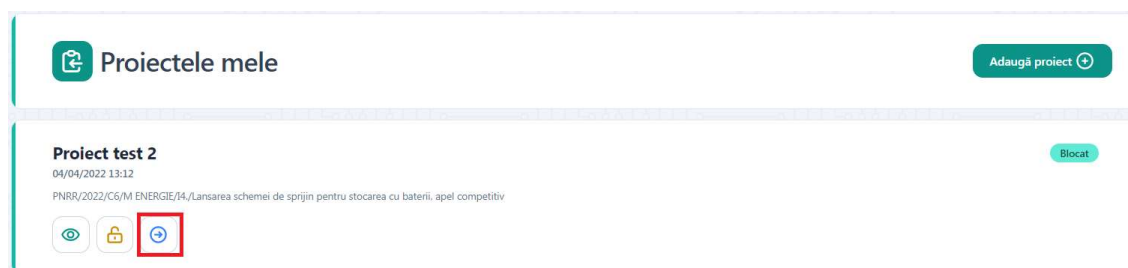 Proiectele mele
Adaugă proiect
Proiect test 2
Blocat
04/04/2022 13:12
PNRR/2022/C6/M ENERGIE/I4./Lansarea schemei de sprijin pentru stocarea cu baterii, apel competitiv